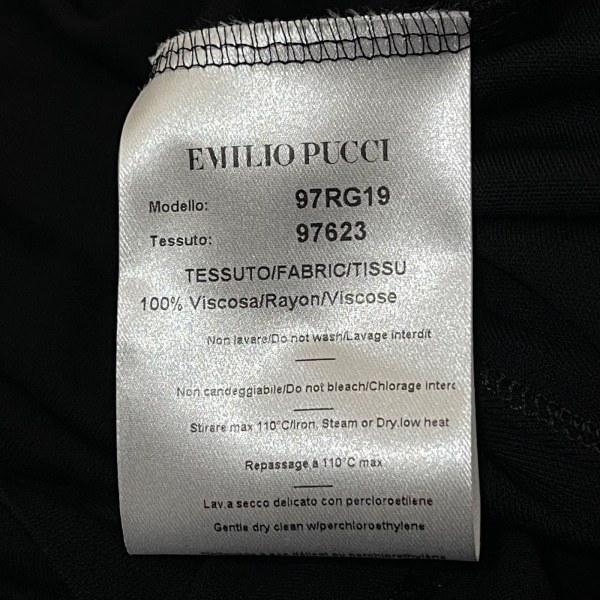 EMILIO PUCCI
Modello: 97RG19
Tessuto: 97623
TESSUTO/FABRIC/TISSU
100% Viscosa/Rayon/Viscose
Non lavare/Do not wash/Lavage interdit
Non candeggiabile/Do not bleach/Chlorage interd
Stirare max 110°C/Iron, Steam or Dry.low heat
Repassage a 110°C max
Lav.a secco delicato con percloroetilene
Gentle dry clean w/perchloroethylene